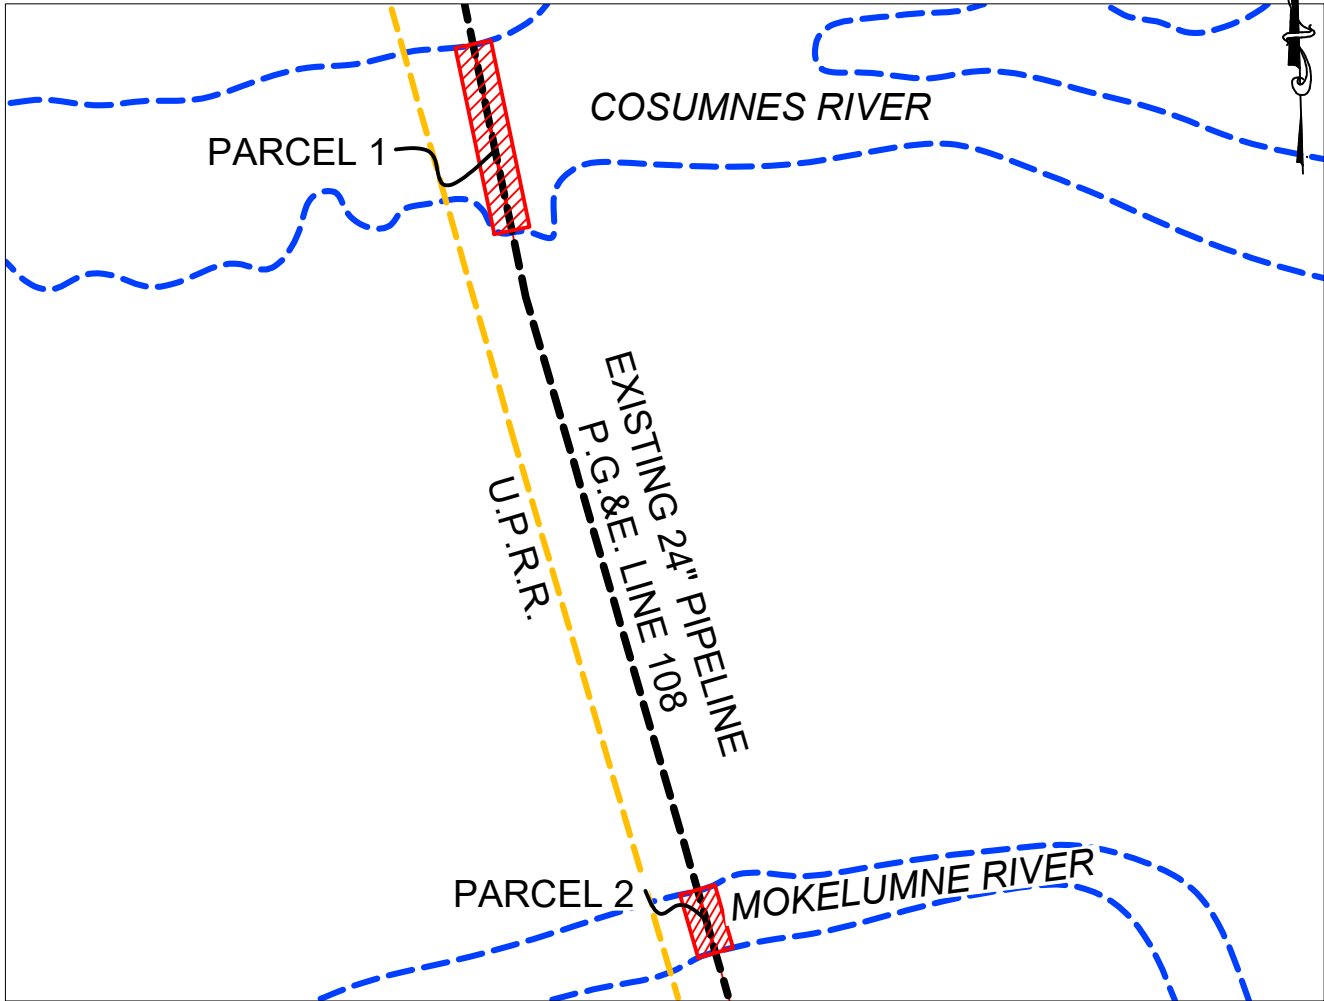 COSUMNES RIVER
PARCEL 1
EXISTING 24" PIPELINE
P.G.&E. LINE 108
U.P.R.R.
PARCEL 2
MOKELUMNE RIVER